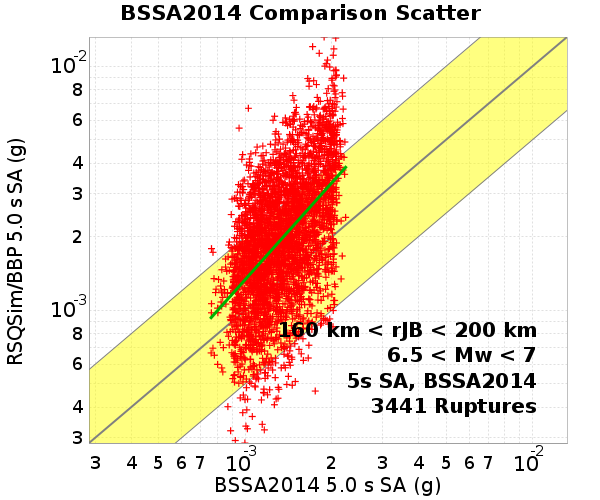 BSSA2014 Comparison Scatter
RSQSim/BBP 5.0 s SA (g)
10-2
8
6
4
3
2
10-3
8
6
4
3
160 km < rJB < 200 km
6.5 < Mw < 7
5s SA, BSSA2014
3441 Ruptures
3 4 5 6 7 10-3 2 3 4 5 6 7 10-2
BSSA2014 5.0 s SA (g)